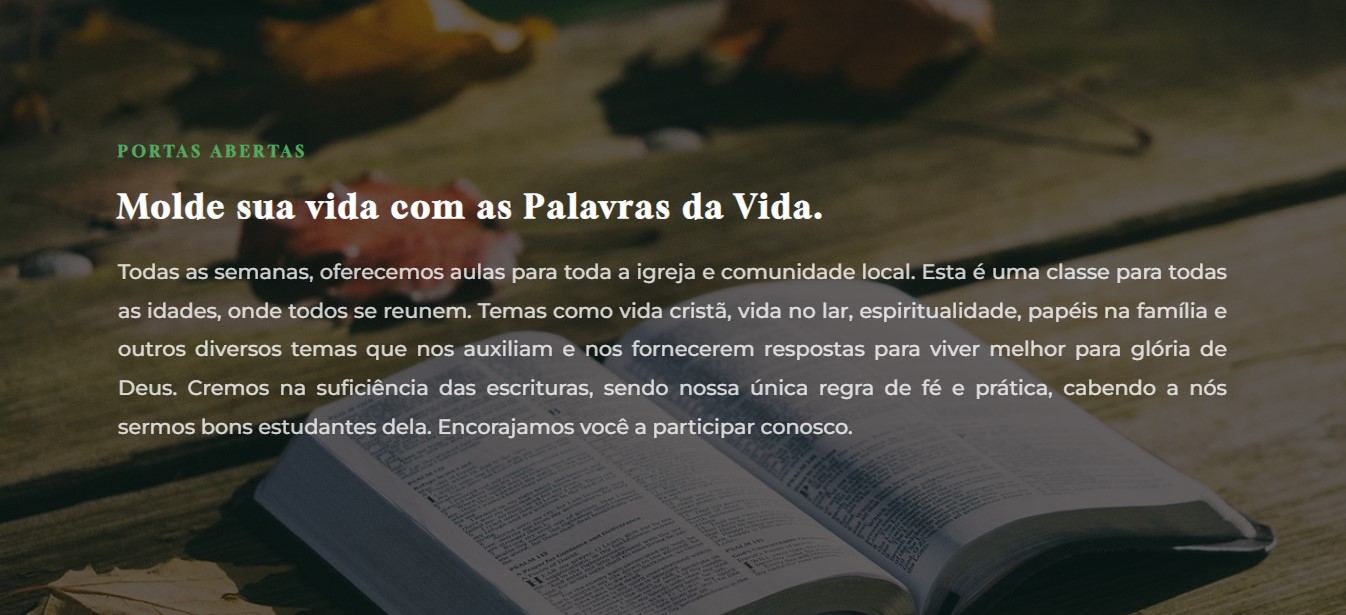 PORTAS ABERTAS
Molde sua vida com as Palavras da Vida.
Todas as semanas, oferecemos aulas para toda a igreja e comunidade local. Esta é uma classe para todas
as idades, onde todos se reunem. Temas como vida cristã, vida no lar, espiritualidade, papéis na família e
outros diversos temas que nos auxiliam e nos fornecerem respostas para viver melhor para glória de
Deus. Cremos na suficiência das escrituras, sendo nossa única regra de fé e prática, cabendo a nós
sermos bons estudantes dela. Encorajamos você a participar conosco.